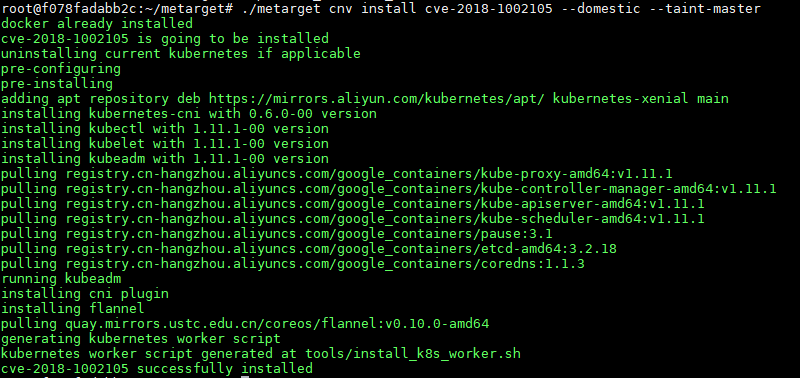 root@f078fadabb2c:~/metarget# ./metarget cnv install cve-2018-1002105 --domestic --taint-master
docker already installed
cve-2018-1002105 is going to be installed
uninstalling current kubernetes if applicable
pre-configuring
pre-installing
adding apt repository deb https://mirrors.aliyun.com/kubernetes/apt/ kubernetes-xenial main
installing kubernetes-cni with 0.6.0-00 version
installing kubectl with 1.11.1-00 version
installing kubelet with 1.11.1-00 version
installing kubeadm with 1.11.1-00 version
pulling registry.cn-hangzhou.aliyuncs.com/google_containers/kube-proxy-amd64:v1.11.1
pulling registry.cn-hangzhou.aliyuncs.com/google_containers/kube-controller-manager-amd64:v1.11.1
pulling registry.cn-hangzhou.aliyuncs.com/google_containers/kube-apiserver-amd64:v1.11.1
pulling registry.cn-hangzhou.aliyuncs.com/google_containers/kube-scheduler-amd64:v1.11.1
pulling registry.cn-hangzhou.aliyuncs.com/google_containers/pause:3.1
pulling registry.cn-hangzhou.aliyuncs.com/google_containers/etcd-amd64:3.2.18
pulling registry.cn-hangzhou.aliyuncs.com/google_containers/coredns:1.1.3
running kubeadm
installing cni plugin
installing flannel
pulling quay.mirrors.ustc.edu.cn/coreos/flannel:v0.10.0-amd64
generating kubernetes worker script
kubernetes worker script generated at tools/install_k8s_worker.sh
cve-2018-1002105 successfully installed